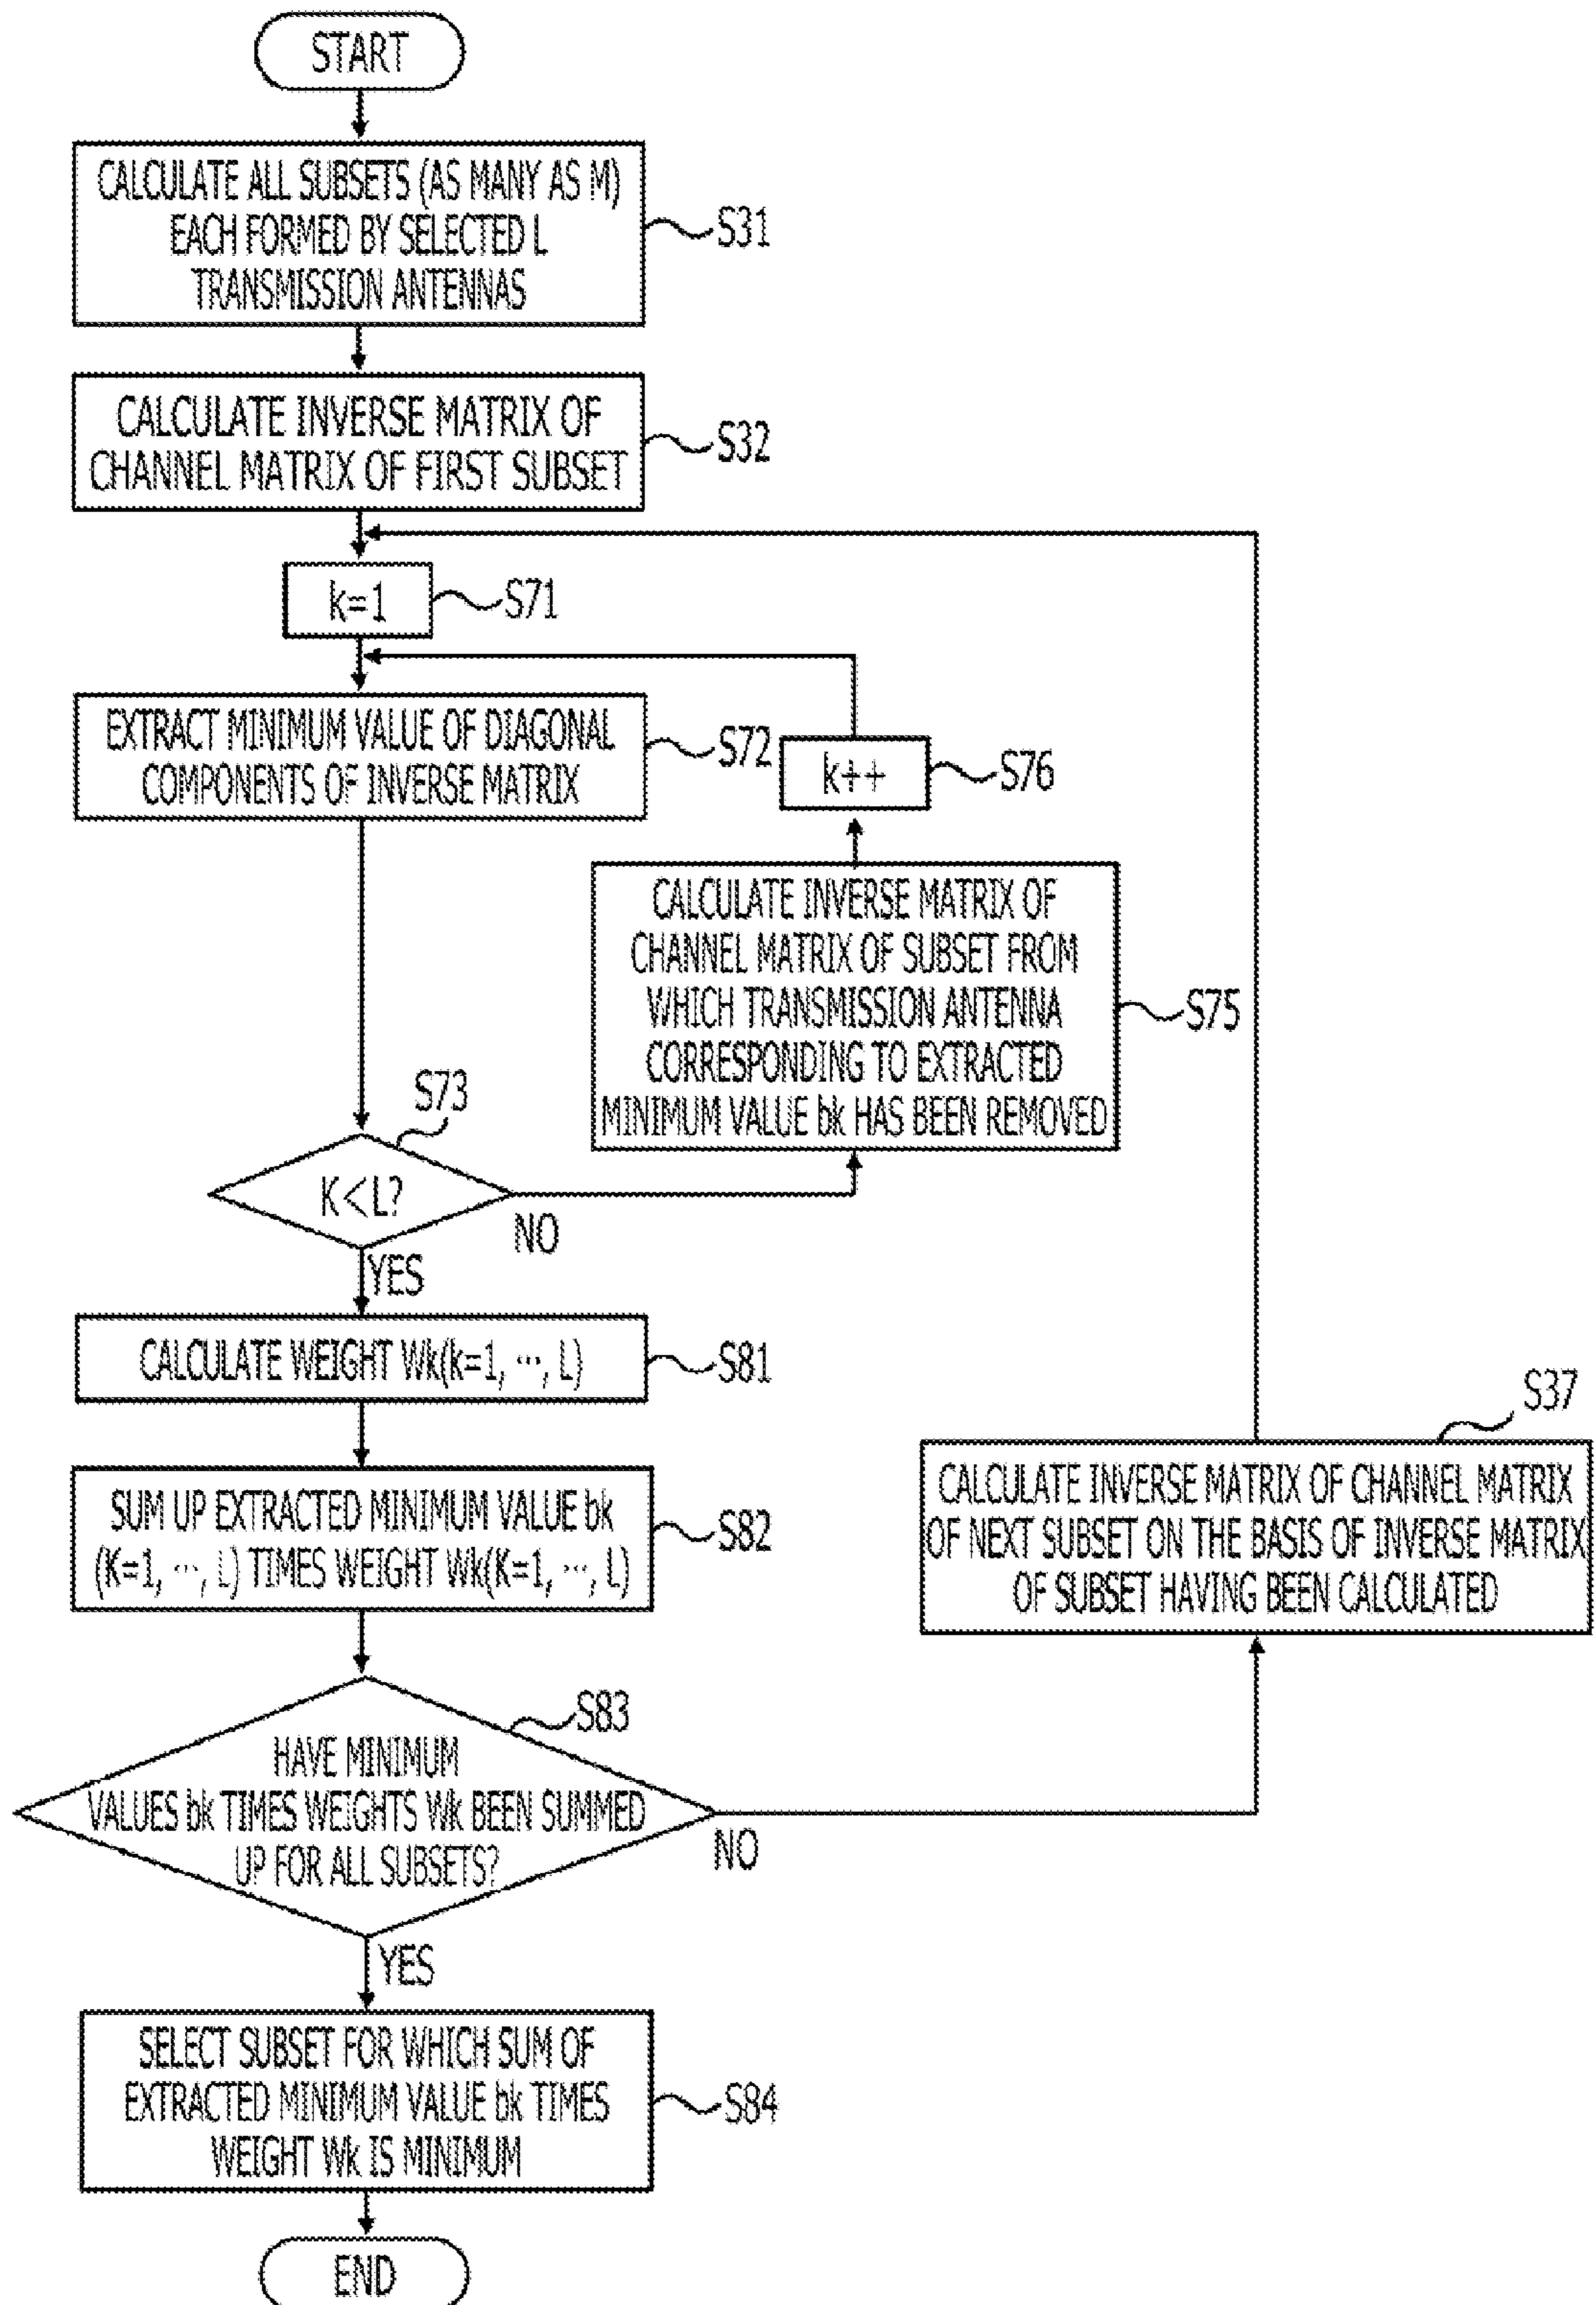 START
CALCULATE ALL SUBSETS (AS MANY AS M)
EACH FORMED BY SELECTED L
TRANSMISSION ANTENNAS
S31
CALCULATE INVERSE MATRIX OF
CHANNEL MATRIX OF FIRST SUBSET
S32
k=1
S71
EXTRACT MINIMUM VALUE OF DIAGONAL
COMPONENTS OF INVERSE MATRIX
S72
k++
S76
CALCULATE INVERSE MATRIX OF
CHANNEL MATRIX OF SUBSET FROM
WHICH TRANSMISSION ANTENNA
CORRESPONDING TO EXTRACTED
MINIMUM VALUE bk HAS BEEN REMOVED
S75
S73
K<L?
NO
YES
CALCULATE WEIGHT Wk(k=1, ···, L)
S81
SUM UP EXTRACTED MINIMUM VALUE bk
(K=1, ···, L) TIMES WEIGHT Wk(K=1, ···, L)
S82
S37
CALCULATE INVERSE MATRIX OF CHANNEL MATRIX
OF NEXT SUBSET ON THE BASIS OF INVERSE MATRIX
OF SUBSET HAVING BEEN CALCULATED
S83
HAVE MINIMUM
VALUES bk TIMES WEIGHTS Wk BEEN SUMMED
UP FOR ALL SUBSETS?
NO
YES
SELECT SUBSET FOR WHICH SUM OF
EXTRACTED MINIMUM VALUE bk TIMES
WEIGHT Wk IS MINIMUM
S84
END